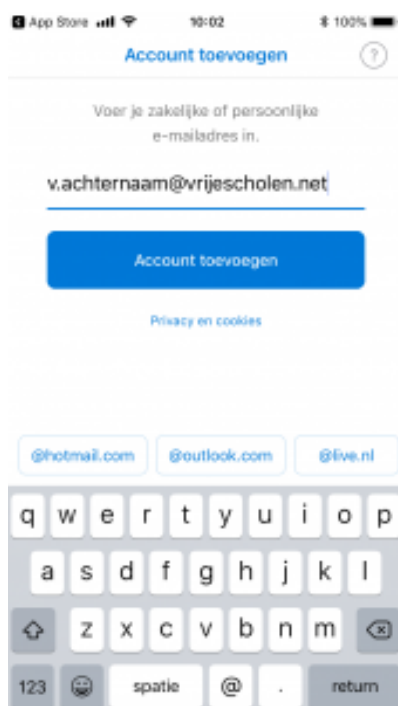 App Store 10:02 100%
Account toevoegen ?
Voer je zakelijke of persoonlijke
e-mailadres in.
v.achternaam@vrijescholen.net
Account toevoegen
Privacy en cookies
@hotmail.com @outlook.com @live.nl
q w e r t y u i o p
a s d f g h j k l
z x c v b n m
123 spatie @ . return